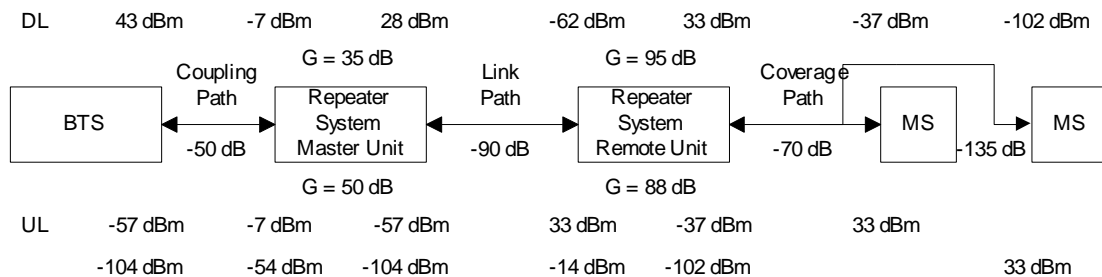 DL 43 dBm -7 dBm 28 dBm -62 dBm 33 dBm -37 dBm -102 dBm
G = 35 dB G = 95 dB
Coupling Path
Link Path
Coverage Path
BTS
Repeater System Master Unit
Repeater System Remote Unit
MS
MS
-50 dB -90 dB -70 dB -135 dB
G = 50 dB G = 88 dB
UL -57 dBm -7 dBm -57 dBm 33 dBm -37 dBm 33 dBm
-104 dBm -54 dBm -104 dBm -14 dBm -102 dBm 33 dBm